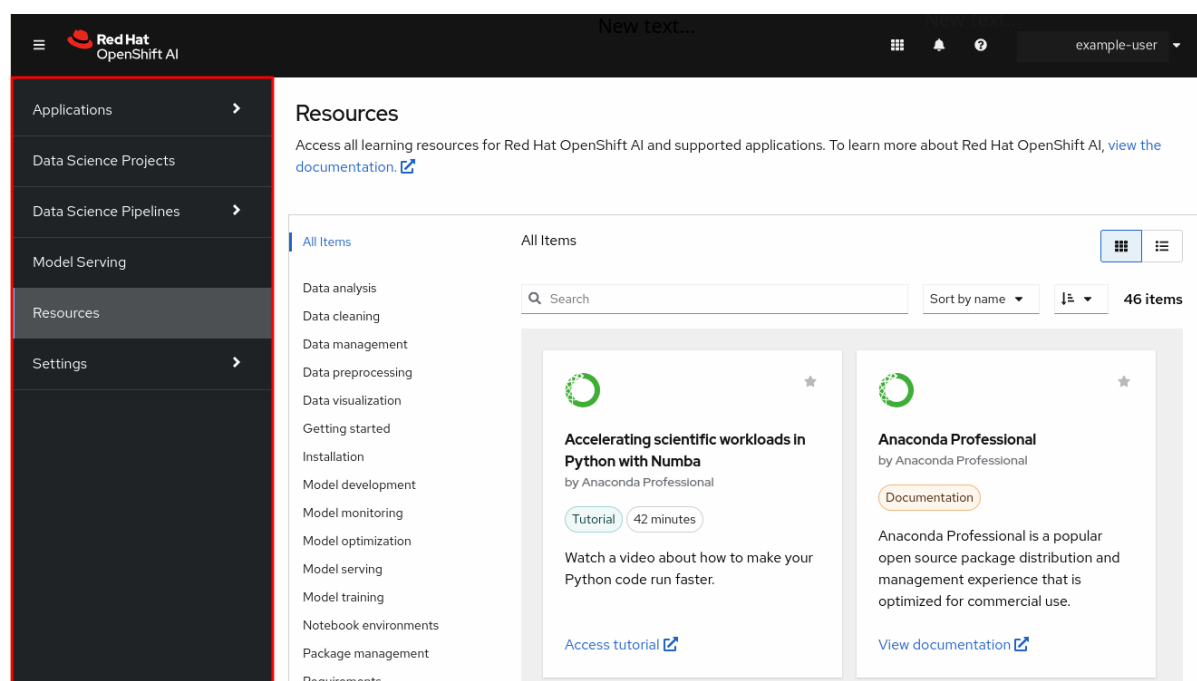 New text...
New text...
Red Hat
OpenShift AI
example-user
Applications
Data Science Projects
Data Science Pipelines
Model Serving
Resources
Settings
Resources
Access all learning resources for Red Hat OpenShift AI and supported applications. To learn more about Red Hat OpenShift AI, view the
documentation.
All Items
Data analysis
Data cleaning
Data management
Data preprocessing
Data visualization
Getting started
Installation
Model development
Model monitoring
Model optimization
Model serving
Model training
Notebook environments
Package management
Requirements
All Items
Search
Sort by name
46 items
Accelerating scientific workloads in
Python with Numba
by Anaconda Professional
Tutorial
42 minutes
Watch a video about how to make your
Python code run faster.
Access tutorial
Anaconda Professional
by Anaconda Professional
Documentation
Anaconda Professional is a popular
open source package distribution and
management experience that is
optimized for commercial use.
View documentation